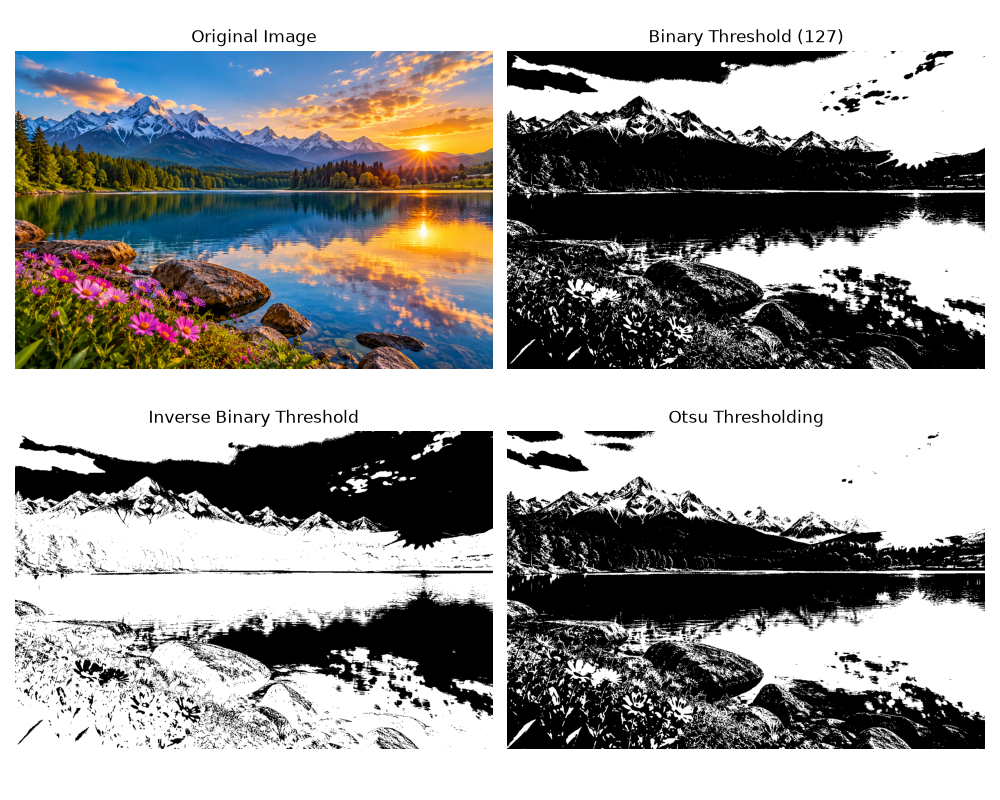 Original Image
Binary Threshold (127)
Inverse Binary Threshold
Otsu Thresholding